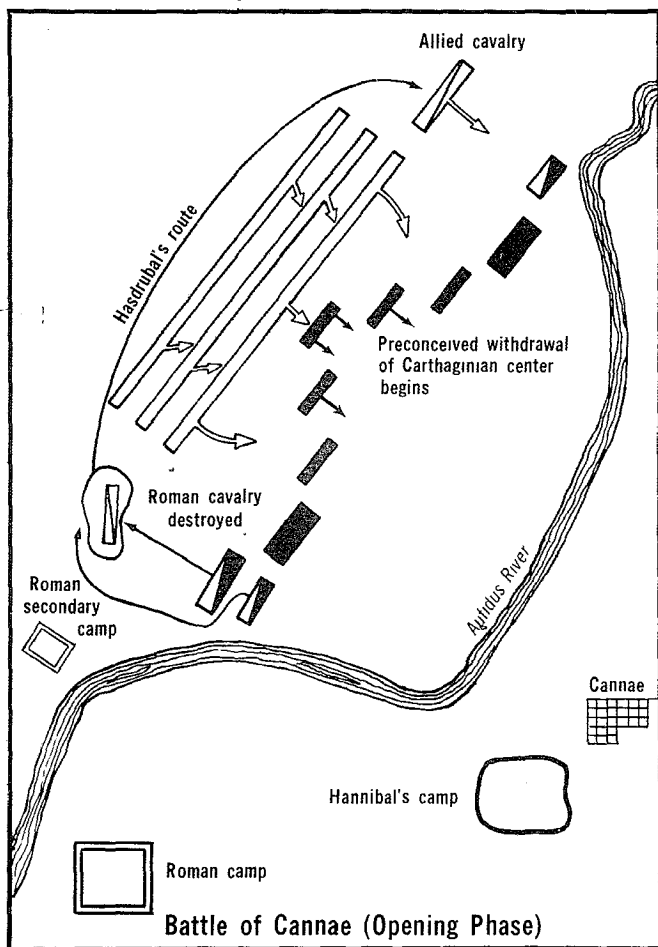 Allied cavalry
Hasdrubal's route
Preconceived withdrawal
of Carthaginian center
begins
Roman cavalry
destroyed
Roman
secondary
camp
Aufidus River
Cannae
Hannibal's camp
Roman camp
Battle of Cannae (Opening Phase)